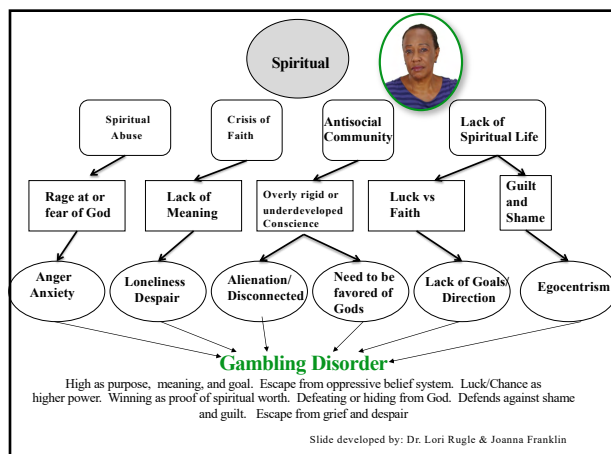 Spiritual
Spiritual
Abuse
Crisis of
Faith
Antisocial
Community
Lack of
Spiritual Life
Rage at or
fear of God
Lack of
Meaning
Overly rigid or
underdeveloped
Conscience
Luck vs
Faith
Guilt
and
Shame
Anger
Anxiety
Loneliness
Despair
Alienation/
Disconnected
Need to be
favored of
Gods
Lack of Goals/
Direction
Egocentrism
Gambling Disorder
High as purpose, meaning, and goal. Escape from oppressive belief system. Luck/Chance as
higher power. Winning as proof of spiritual worth. Defeating or hiding from God. Defends against shame
and guilt. Escape from grief and despair
Slide developed by: Dr. Lori Rugle & Joanna Franklin